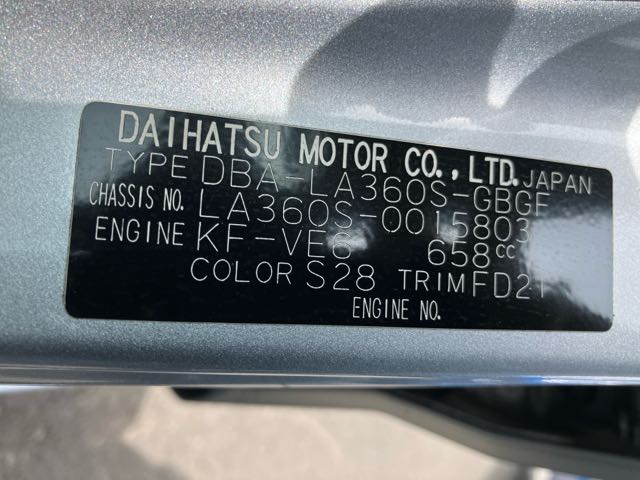 DAIHATSU MOTOR CO., LTD. JAPAN
TYPE DBA-LA360S-GBGF
CHASSIS NO. LA360S-0015803
ENGINE KF-VE6 658cc
COLOR S28 TRIM FD21
ENGINE NO.